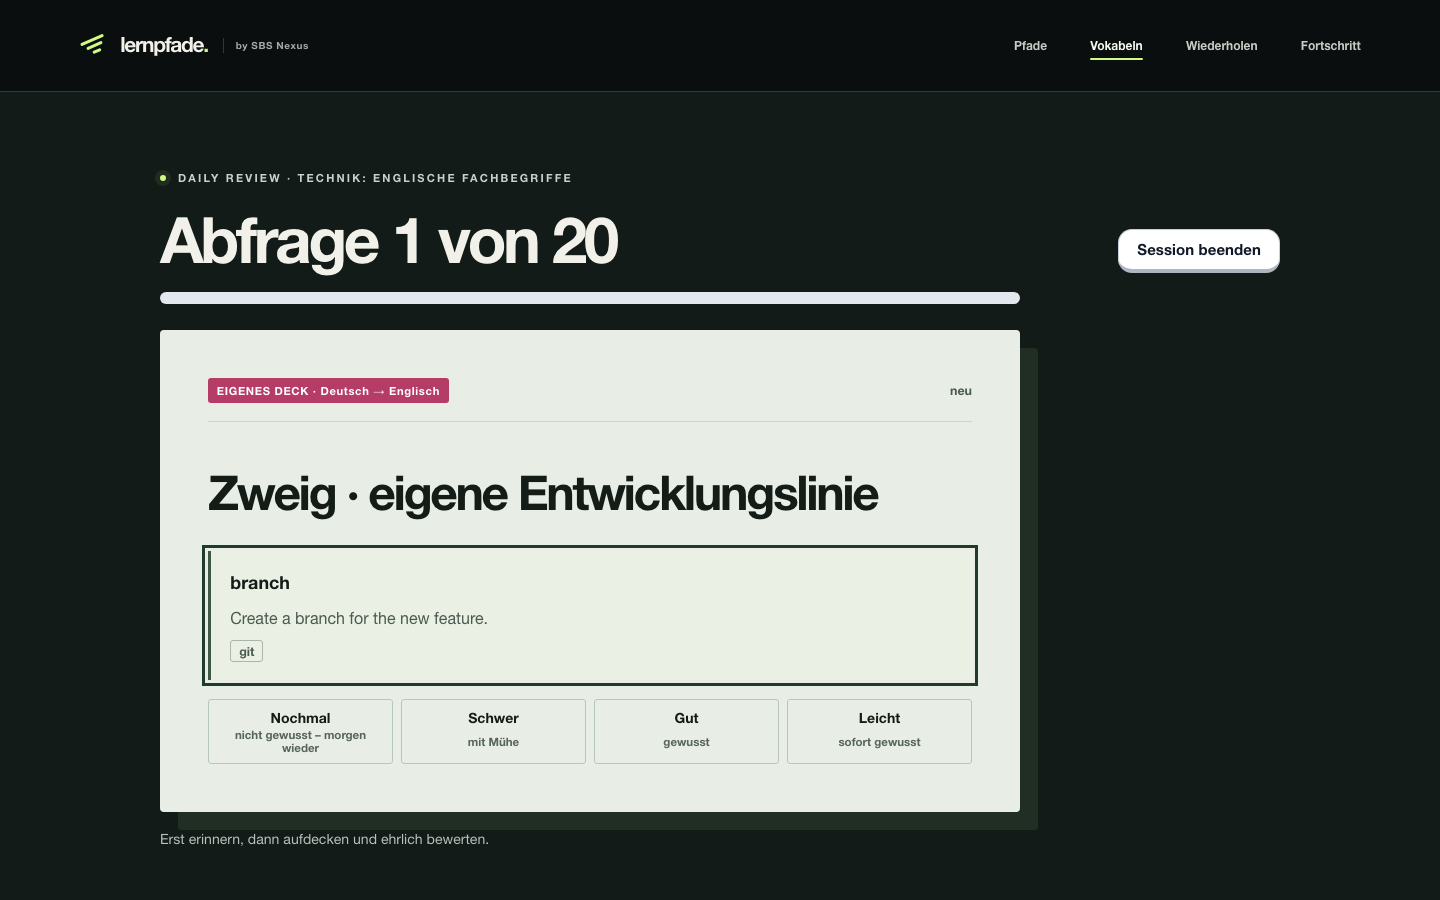 lernpfade.
by SBS Nexus
Pfade
Vokabeln
Wiederholen
Fortschritt
DAILY REVIEW · TECHNIK: ENGLISCHE FACHBEGRIFFE
Abfrage 1 von 20
Session beenden
EIGENES DECK · Deutsch → Englisch
neu
Zweig · eigene Entwicklungslinie
branch
Create a branch for the new feature.
git
Nochmal
nicht gewusst – morgen
wieder
Schwer
mit Mühe
Gut
gewusst
Leicht
sofort gewusst
Erst erinnern, dann aufdecken und ehrlich bewerten.